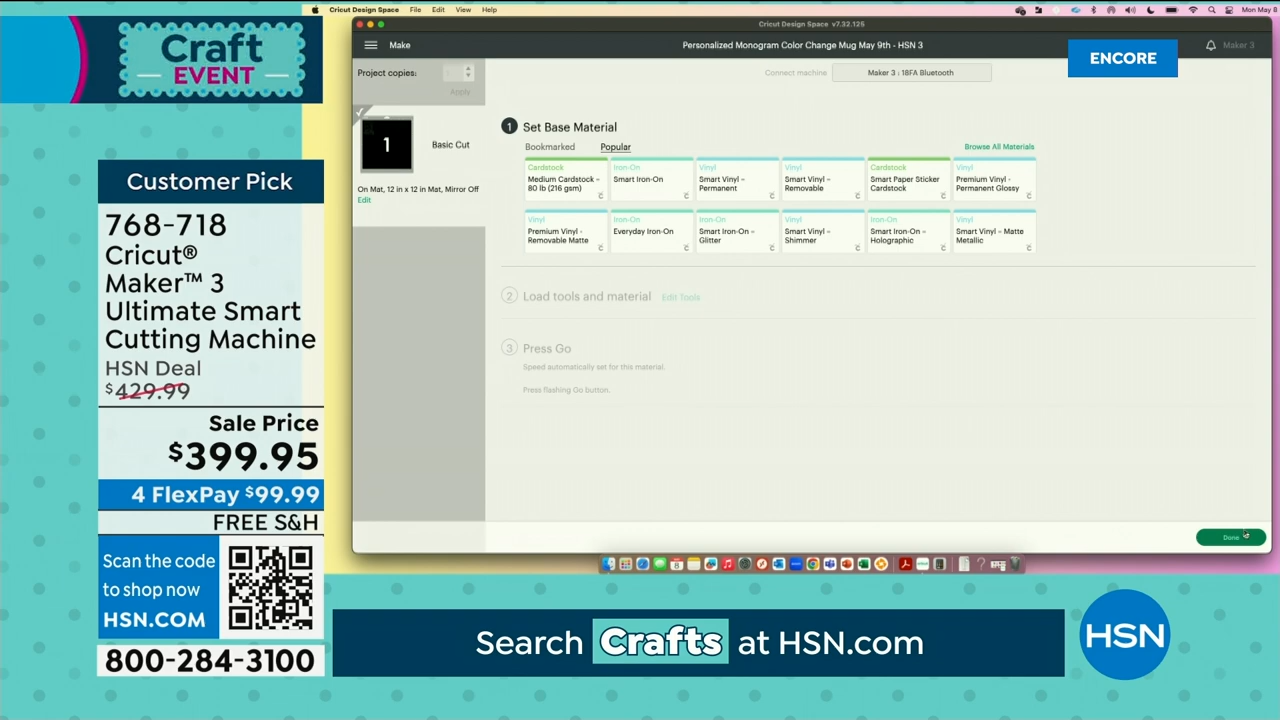 Craft
EVENT
Customer Pick
768-718
Cricut®
Maker™ 3
Ultimate Smart
Cutting Machine
HSN Deal
$429.99
Sale Price
$399.95
4 FlexPay $99.99
FREE S&H
Scan the code
to shop now
HSN.COM
800-284-3100
Cricut Design Space File Edit View Help
Mon May 8
Cricut Design Space v7.32.125
Make
Personalized Monogram Color Change Mug May 9th - HSN 3
Maker 3
ENCORE
Project copies:
Apply
Connect machine
Maker 3 : 18FA Bluetooth
1
Basic Cut
On Mat, 12 in x 12 in Mat, Mirror Off
Edit
1 Set Base Material
Bookmarked Popular
Browse All Materials
Cardstock
Medium Cardstock –
80 lb (216 gsm)
Iron-On
Smart Iron-On
Vinyl
Smart Vinyl –
Permanent
Vinyl
Smart Vinyl –
Removable
Cardstock
Smart Paper Sticker
Cardstock
Vinyl
Premium Vinyl -
Permanent Glossy
Vinyl
Premium Vinyl -
Removable Matte
Iron-On
Everyday Iron-On
Iron-On
Smart Iron-On –
Glitter
Vinyl
Smart Vinyl –
Shimmer
Iron-On
Smart Iron-On –
Holographic
Vinyl
Smart Vinyl – Matte
Metallic
2 Load tools and material Edit Tools
3 Press Go
Speed automatically set for this material.
Press flashing Go button.
Done
Search Crafts at HSN.com
HSN